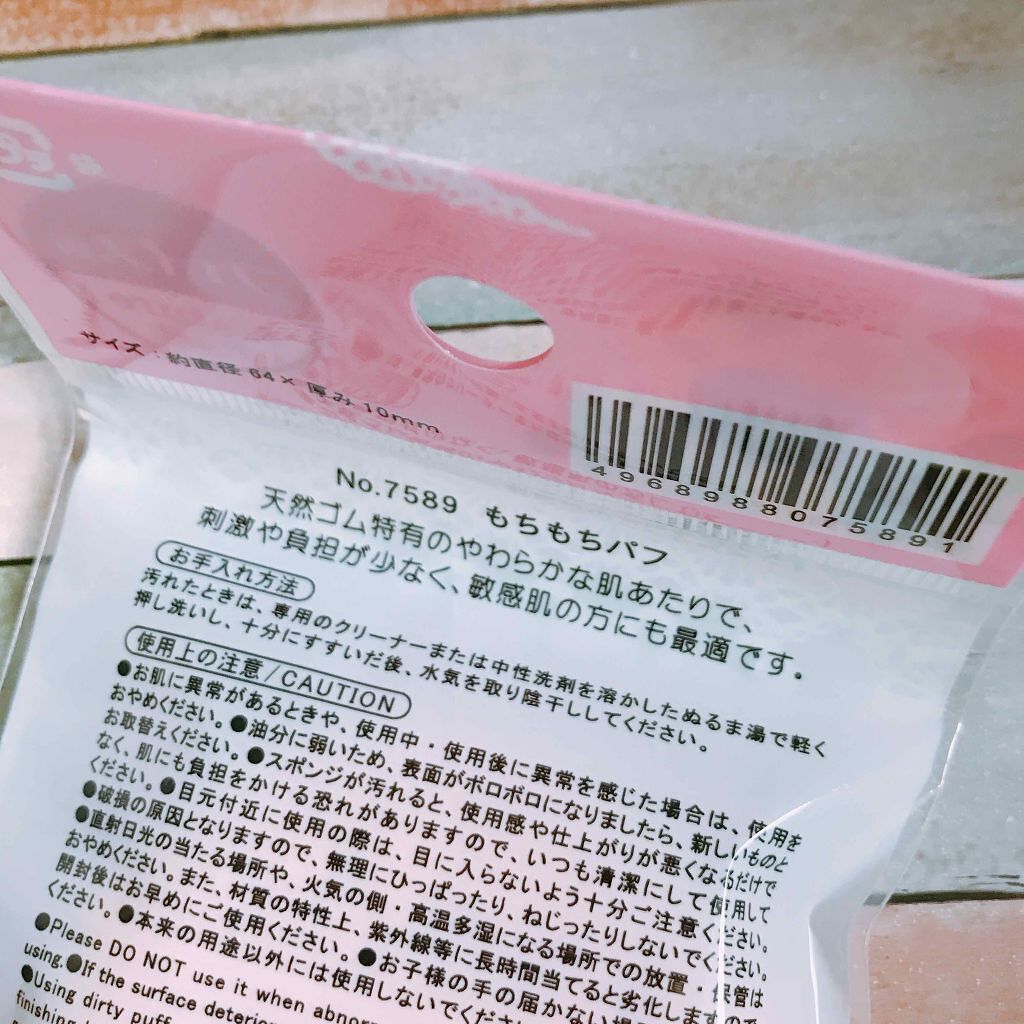 サイズ：約直径64×厚み10mm
4968988075891
No.7589 もちもちパフ
天然ゴム特有のやわらかな肌あたりで、
刺激や負担が少なく、敏感肌の方にも最適です。
お手入れ方法
汚れたときは、専用のクリーナーまたは中性洗剤を溶かしたぬるま湯で軽く
押し洗いし、十分にすすいだ後、水気を取り陰干ししてください。
使用上の注意/CAUTION
●お肌に異常があるときや、使用中・使用後に異常を感じた場合は、使用を
おやめください。●油分に弱いため、表面がボロボロになりましたら、新しいものと
お取替えください。●スポンジが汚れると、使用感や仕上がりが悪くなるだけで
なく、肌にも負担をかける恐れがありますので、いつも清潔にして使用して
ください。●目元付近に使用の際は、目に入らないよう十分ご注意ください。
●破損の原因となりますので、無理にひっぱったり、ねじったりしないでください。
●直射日光の当たる場所や、火気の側・高温多湿になる場所での放置・保管は
おやめください。また、材質の特性上、紫外線等に長時間当てると劣化しますので
開封後はお早めにご使用ください。●お子様の手の届かない場
ください。●本来の用途以外には使用しないでくだ
●Please DO NOT use it when abnorm
using.●If the surface deterio
●Using dirty puff
finishing